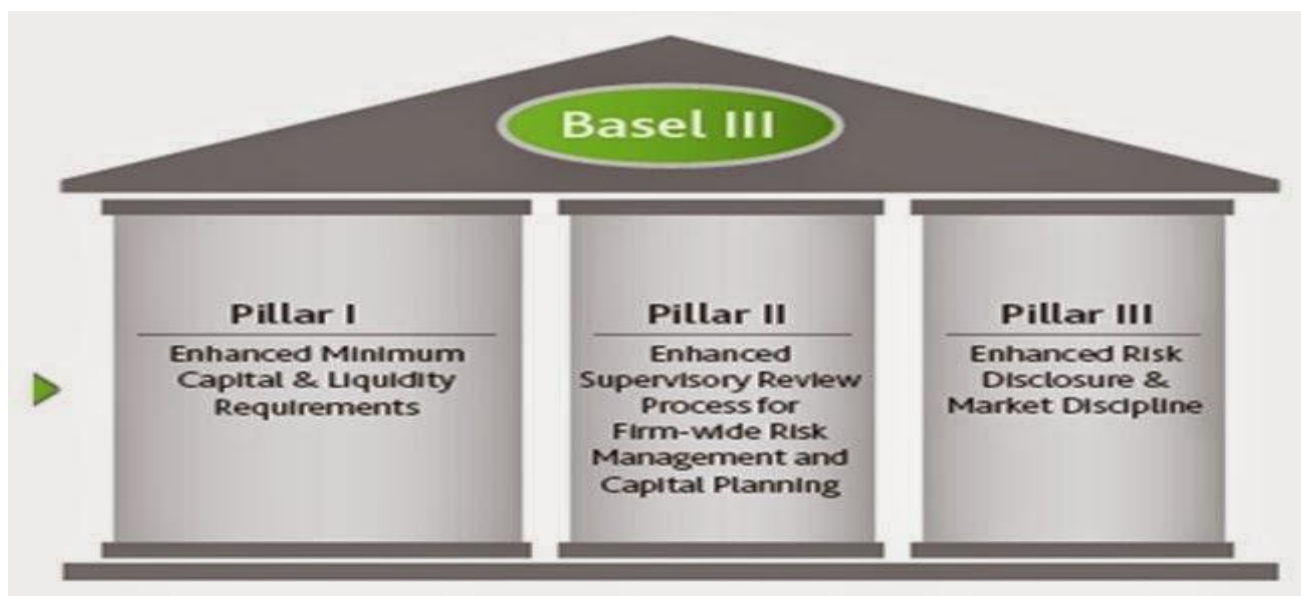 Basel III
Pillar I
Enhanced Minimum
Capital & Liquidity
Requirements
Pillar II
Enhanced
Supervisory Review
Process for
Firm-wide Risk
Management and
Capital Planning
Pillar III
Enhanced Risk
Disclosure &
Market Discipline